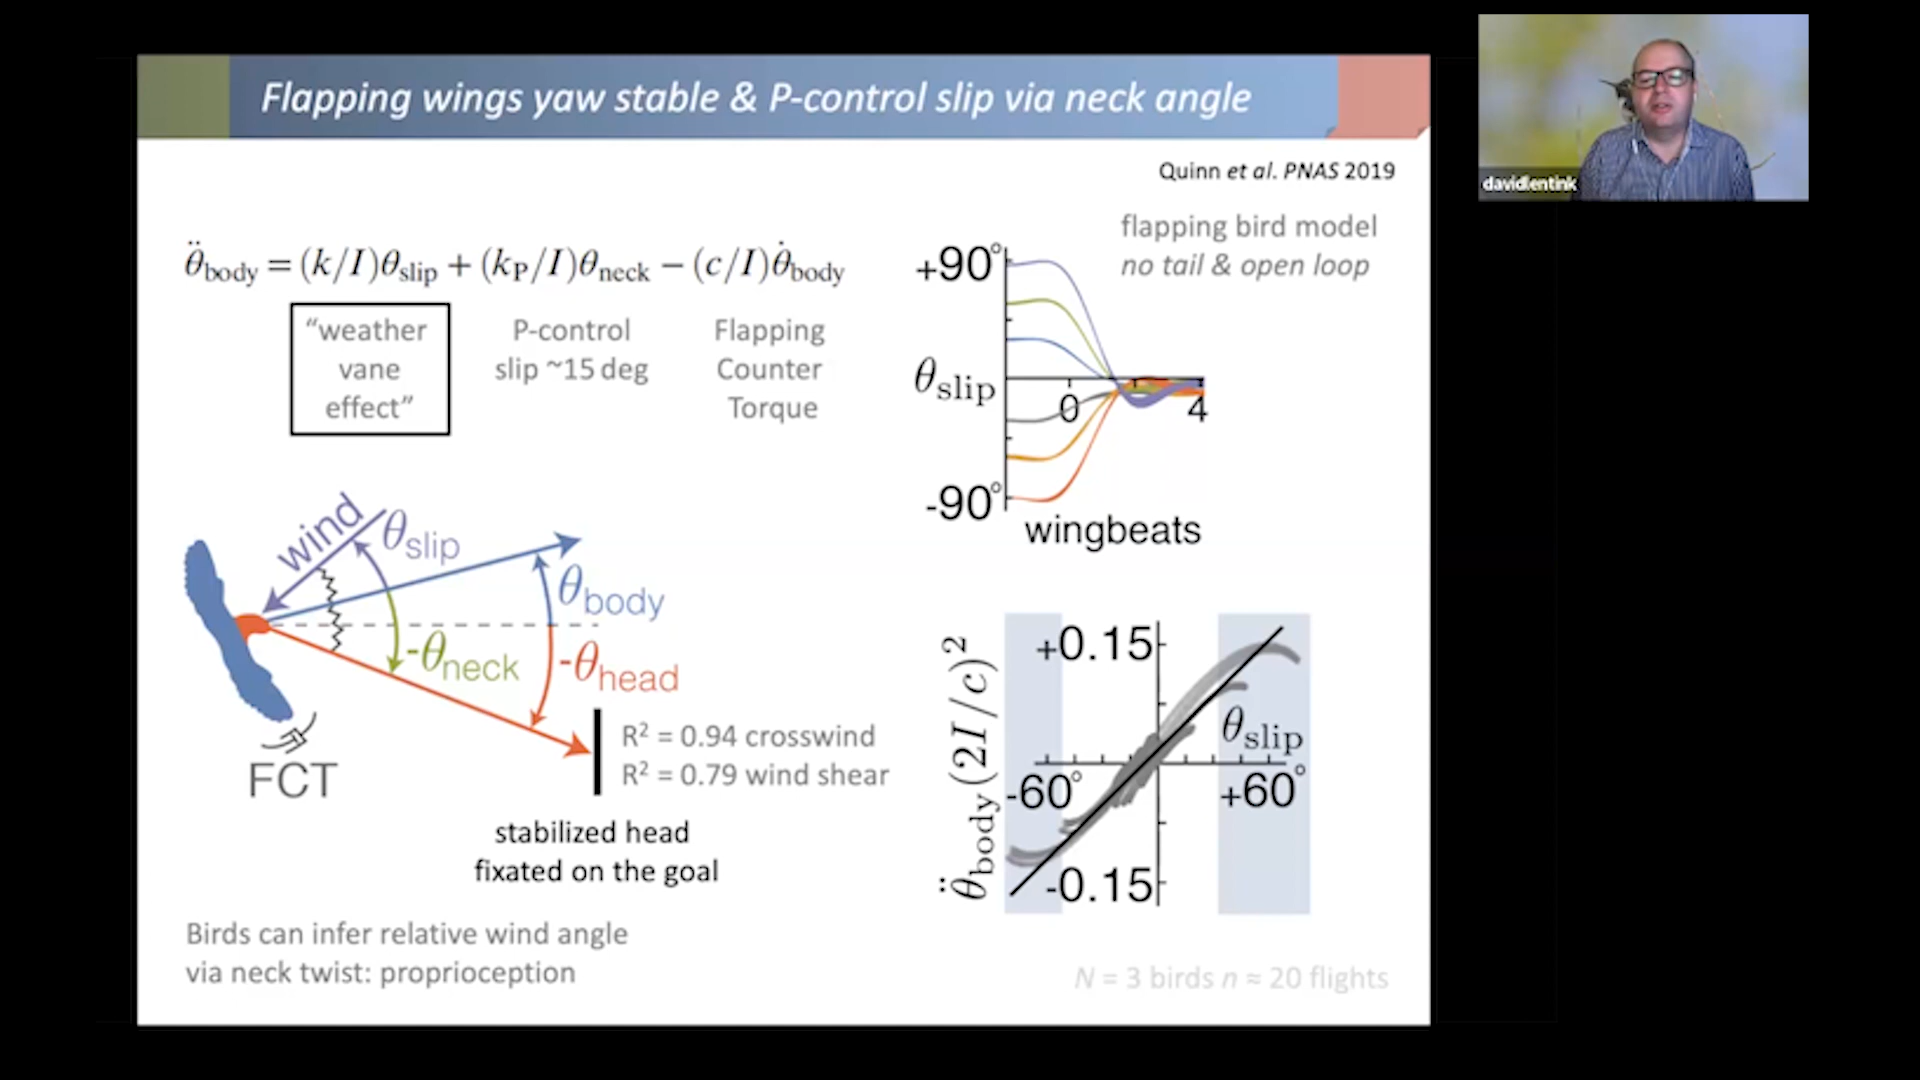 Flapping wings yaw stable & P-control slip via neck angle
davidlentink
Quinn et al. PNAS 2019
flapping bird model
no tail & open loop
θ̈body = (k/I)θslip + (kP/I)θneck − (c/I)θ̇body
"weather
vane
effect"
P-control
slip ~15 deg
Flapping
Counter
Torque
+90°
θslip
0
4
-90°
wingbeats
wind
θslip
θbody
-θneck
-θhead
FCT
R² = 0.94 crosswind
R² = 0.79 wind shear
stabilized head
fixated on the goal
θ̈body(2I/c)²
+0.15
θslip
-60°
+60°
-0.15
Birds can infer relative wind angle
via neck twist: proprioception
N = 3 birds n ≈ 20 flights